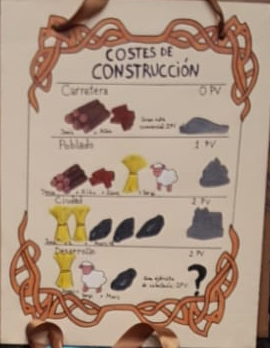 COSTES DE
CONSTRUCCIÓN
Carretera 0 PV
Gran ruta
comercial 2PV
Poblado 1 PV
Ciudad 2 PV
Desarrollo ? PV
Gran ejército
de caballería 2PV
?